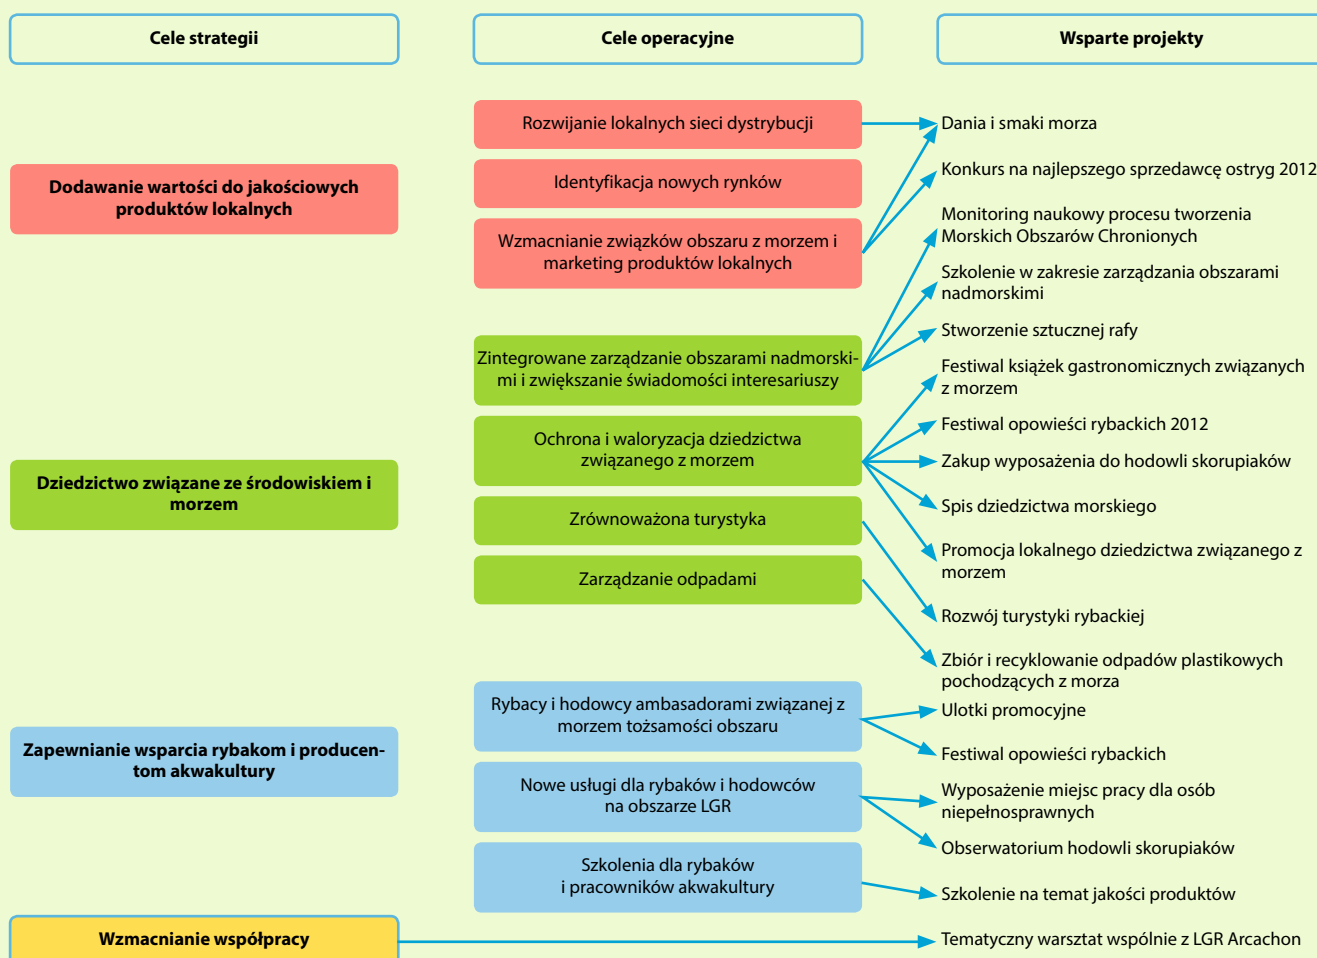 Cele strategii
Cele operacyjne
Wsparte projekty
Dodawanie wartości do jakościowych
produktów lokalnych
Rozwijanie lokalnych sieci dystrybucji
Identyfikacja nowych rynków
Wzmacnianie związków obszaru z morzem i
marketing produktów lokalnych
Dania i smaki morza
Konkurs na najlepszego sprzedawcę ostryg 2012
Dziedzictwo związane ze środowiskiem i
morzem
Zintegrowane zarządzanie obszarami nadmorski-
mi i zwiększanie świadomości interesariuszy
Ochrona i waloryzacja dziedzictwa
związanego z morzem
Zrównoważona turystyka
Zarządzanie odpadami
Monitoring naukowy procesu tworzenia
Morskich Obszarów Chronionych
Szkolenie w zakresie zarządzania obszarami
nadmorskimi
Stworzenie sztucznej rafy
Festiwal książek gastronomicznych związanych
z morzem
Festiwal opowieści rybackich 2012
Zakup wyposażenia do hodowli skorupiaków
Spis dziedzictwa morskiego
Promocja lokalnego dziedzictwa związanego z
morzem
Rozwój turystyki rybackiej
Zbiór i recyklowanie odpadów plastikowych
pochodzących z morza
Zapewnianie wsparcia rybakom i producen-
tom akwakultury
Rybacy i hodowcy ambasadorami związanej z
morzem tożsamości obszaru
Nowe usługi dla rybaków i hodowców
na obszarze LGR
Szkolenia dla rybaków
i pracowników akwakultury
Ulotki promocyjne
Festiwal opowieści rybackich
Wyposażenie miejsc pracy dla osób
niepełnosprawnych
Obserwatorium hodowli skorupiaków
Szkolenie na temat jakości produktów
Wzmacnianie współpracy
Tematyczny warsztat wspólnie z LGR Arcachon